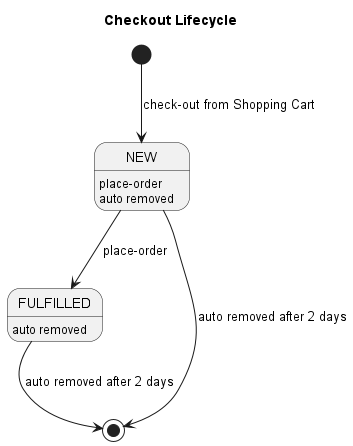 Checkout Lifecycle
check-out from Shopping Cart
NEW
place-order
auto removed
place-order
FULFILLED
auto removed
auto removed after 2 days
auto removed after 2 days